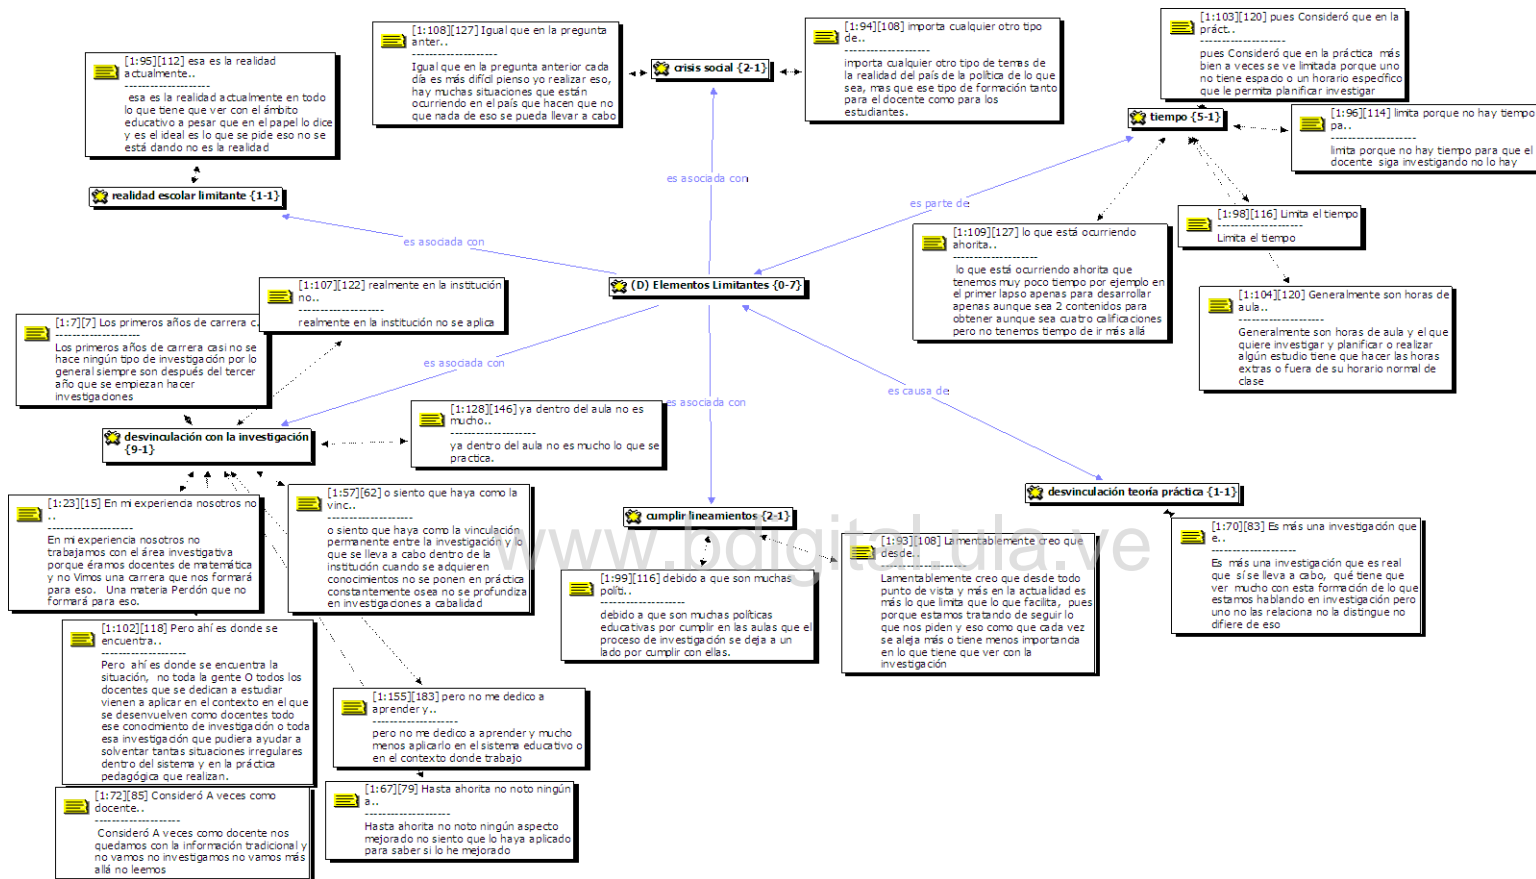 [1:95][112] esa es la realidad
actualmente..
--------------------
esa es la realidad actualmente en todo
lo que tiene que ver con el ámbito
educativo a pesar que en el papel lo dice
y es el ideal es lo que se pide eso no se
está dando no es la realidad
realidad escolar limitante {1-1}
[1:108][127] Igual que en la pregunta
anter..
--------------------
Igual que en la pregunta anterior cada
día es más difícil pienso yo realizar eso,
hay muchas situaciones que están
ocurriendo en el país que hacen que no
que nada de eso se pueda llevar a cabo
crisis social {2-1}
[1:94][108] importa cualquier otro tipo
de..
--------------------
importa cualquier otro tipo de temas de
la realidad del país de la política de lo que
sea, mas que ese tipo de formación tanto
para el docente como para los
estudiantes.
[1:103][120] pues Consideró que en la
práct..
--------------------
pues Consideró que en la práctica más
bien a veces se ve limitada porque uno
no tiene espacio o un horario específico
que le permita planificar investigar
tiempo {5-1}
[1:96][114] limita porque no hay tiempo
pa..
--------------------
limita porque no hay tiempo para que el
docente siga investigando no lo hay
[1:98][116] Limita el tiempo
--------------------
Limita el tiempo
[1:109][127] lo que está ocurriendo
ahorita..
--------------------
lo que está ocurriendo ahorita que
tenemos muy poco tiempo por ejemplo en
el primer lapso apenas para desarrollar
apenas aunque sea 2 contenidos para
obtener aunque sea cuatro calificaciones
pero no tenemos tiempo de ir más allá
[1:104][120] Generalmente son horas de
aula..
--------------------
Generalmente son horas de aula y el que
quiere investigar y planificar o realizar
algún estudio tiene que hacer las horas
extras o fuera de su horario normal de
clase
es asociada con
es parte de
es asociada con
(D) Elementos Limitantes {0-7}
es asociada con
es asociada con
es causa de
[1:107][122] realmente en la institución
no..
--------------------
realmente en la institución no se aplica
[1:7][7] Los primeros años de carrera c..
--------------------
Los primeros años de carrera casi no se
hace ningún tipo de investigación por lo
general siempre son después del tercer
año que se empiezan hacer
investigaciones
desvinculación con la investigación
{9-1}
[1:128][146] ya dentro del aula no es
mucho..
--------------------
ya dentro del aula no es mucho lo que se
practica.
[1:23][15] En mi experiencia nosotros no
..
--------------------
En mi experiencia nosotros no
trabajamos con el área investigativa
porque éramos docentes de matemática
y no Vimos una carrera que nos formará
para eso. Una materia Perdón que no
formará para eso.
[1:57][62] o siento que haya como la
vinc..
--------------------
o siento que haya como la vinculación
permanente entre la investigación y lo
que se lleva a cabo dentro de la
institución cuando se adquieren
conocimientos no se ponen en práctica
constantemente osea no se profundiza
en investigaciones a cabalidad
cumplir lineamientos {2-1}
desvinculación teoría práctica {1-1}
www.bdigital.ula.ve
[1:99][116] debido a que son muchas
políti..
--------------------
debido a que son muchas políticas
educativas por cumplir en las aulas que el
proceso de investigación se deja a un
lado por cumplir con ellas.
[1:93][108] Lamentablemente creo que
desde..
--------------------
Lamentablemente creo que desde todo
punto de vista y más en la actualidad es
más lo que limita que lo que facilita, pues
porque estamos tratando de seguir lo
que nos piden y eso como que cada vez
se aleja más o tiene menos importancia
en lo que tiene que ver con la
investigación
[1:70][83] Es más una investigación que
e..
--------------------
Es más una investigación que es real
que sí se lleva a cabo, qué tiene que
ver mucho con esta formación de lo que
estamos hablando en investigación pero
uno no las relaciona no la distingue no
difiere de eso
[1:102][118] Pero ahí es donde se
encuentra..
--------------------
Pero ahí es donde se encuentra la
situación, no toda la gente O todos los
docentes que se dedican a estudiar
vienen a aplicar en el contexto en el que
se desenvuelven como docentes todo
ese conocimiento de investigación o toda
esa investigación que pudiera ayudar a
solventar tantas situaciones irregulares
dentro del sistema y en la práctica
pedagógica que realizan.
[1:155][183] pero no me dedico a
aprender y..
--------------------
pero no me dedico a aprender y mucho
menos aplicarlo en el sistema educativo o
en el contexto donde trabajo
[1:72][85] Consideró A veces como
docente..
--------------------
Consideró A veces como docente nos
quedamos con la información tradicional y
no vamos no investigamos no vamos más
allá no leemos
[1:67][79] Hasta ahorita no noto ningún
a..
--------------------
Hasta ahorita no noto ningún aspecto
mejorado no siento que lo haya aplicado
para saber si lo he mejorado